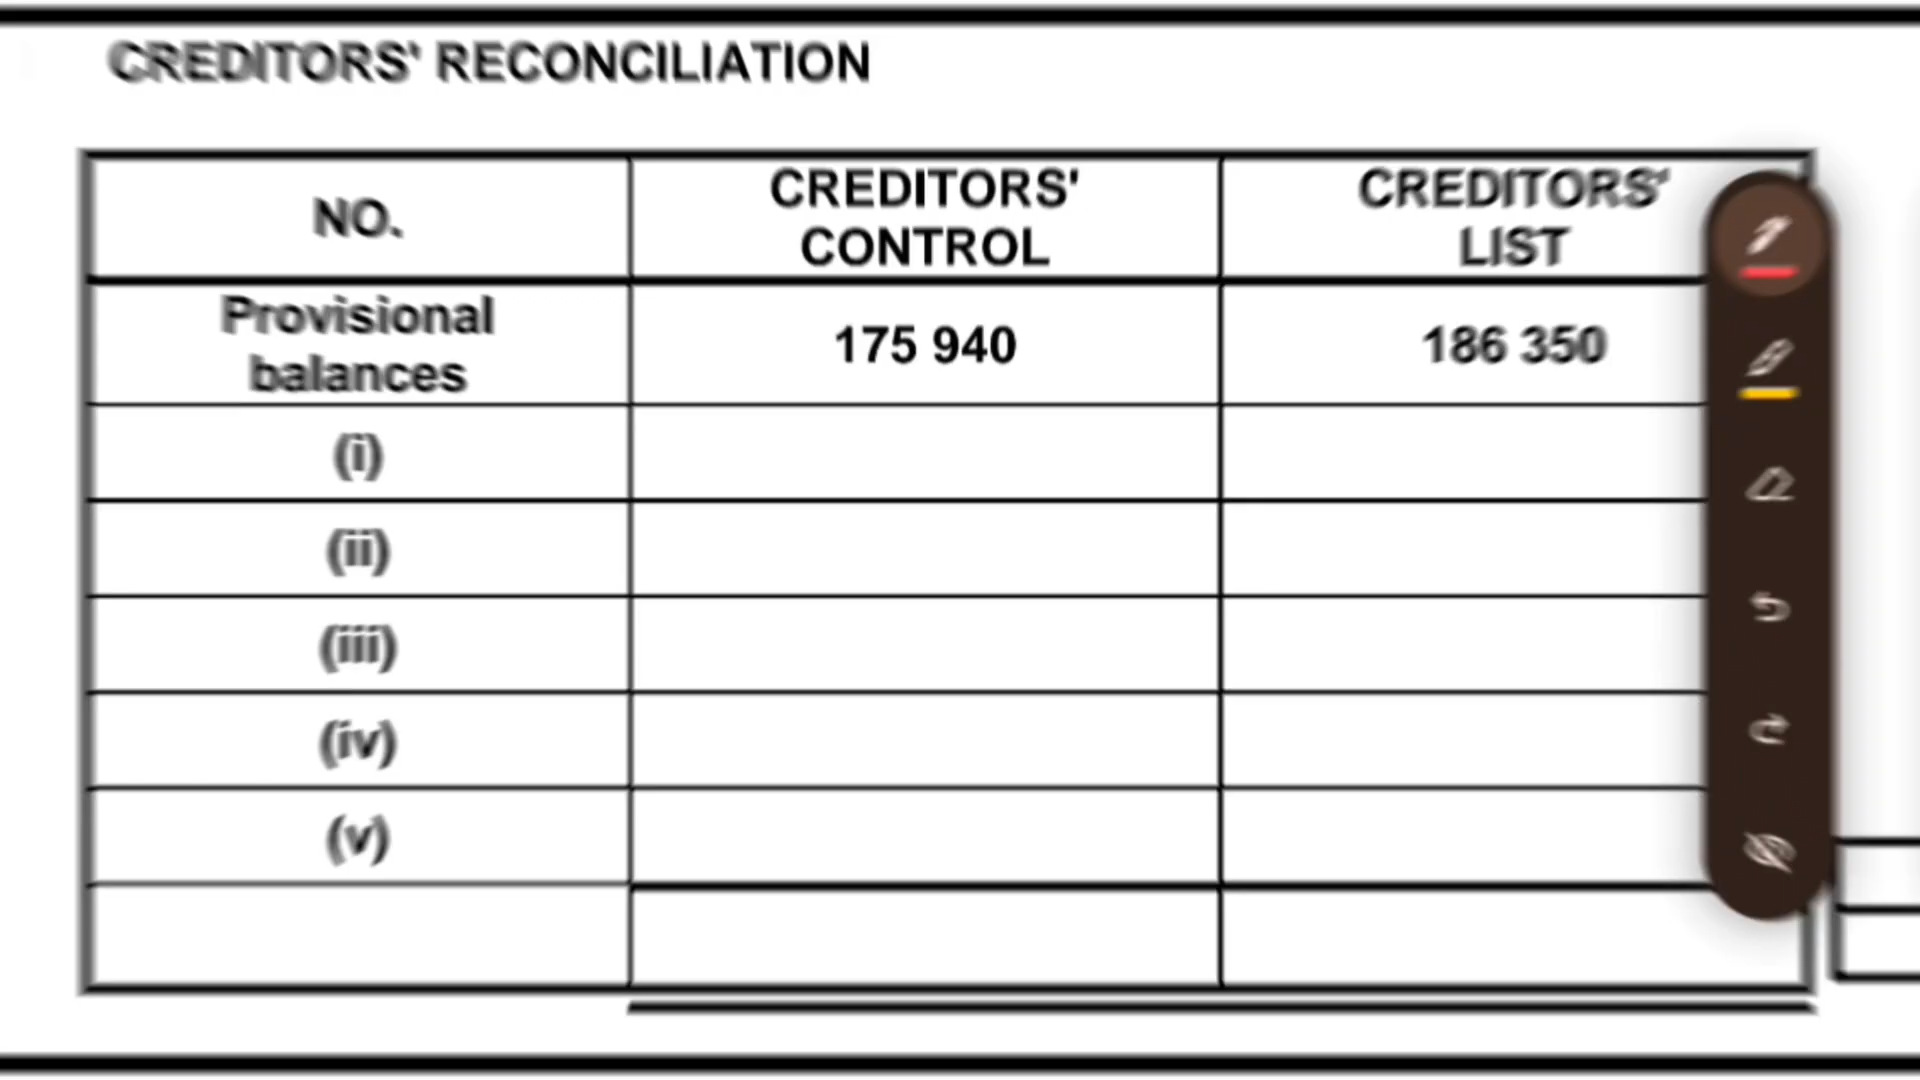 CREDITORS' RECONCILIATION
NO.
CREDITORS'
CONTROL
CREDITORS'
LIST
Provisional
balances
175 940
186 350
(i)
(ii)
(iii)
(iv)
(v)